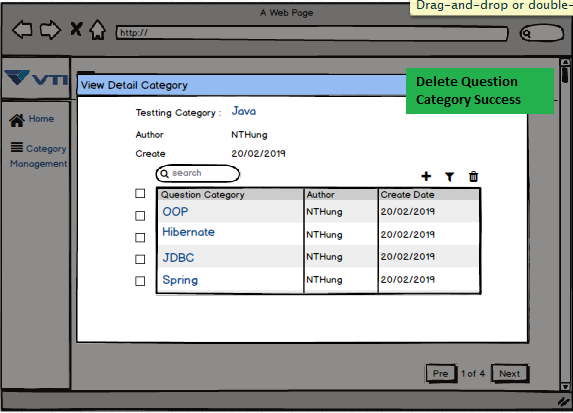 Drag-and-drop or double-
A Web Page
http://
VTI
Home
Category
Management
View Detail Category
Delete Question
Category Success
Testting Category : Java
Author NTHung
Create 20/02/2019
search
Question Category Author Create Date
OOP NTHung 20/02/2019
Hibernate NTHung 20/02/2019
JDBC NTHung 20/02/2019
Spring NTHung 20/02/2019
Pre 1 of 4 Next